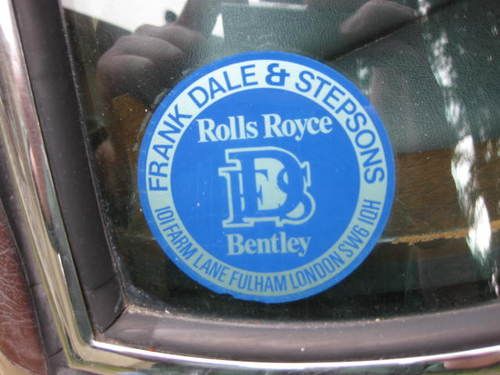 FRANK DALE & STEPSONS
Rolls Royce
FDS
Bentley
101 FARM LANE FULHAM LONDON SW6 1QH